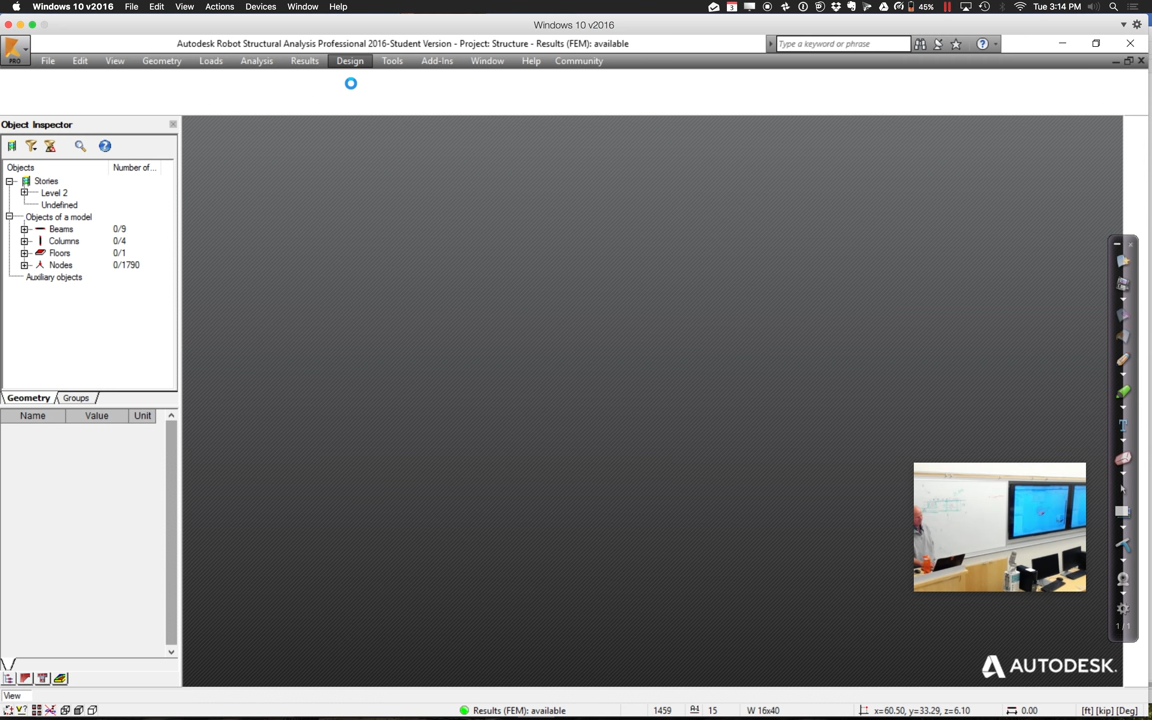 Windows 10 v2016 File Edit View Actions Devices Window Help 45% Tue 3:14 PM
Windows 10 v2016
PRO Autodesk Robot Structural Analysis Professional 2016-Student Version - Project: Structure - Results (FEM): available Type a keyword or phrase
File Edit View Geometry Loads Analysis Results Design Tools Add-Ins Window Help Community
Object Inspector
Objects Number of...
Stories
Level 2
Undefined
Objects of a model
Beams 0/9
Columns 0/4
Floors 0/1
Nodes 0/1790
Auxiliary objects
Geometry Groups
Name Value Unit
1 / 1
AUTODESK.
View
Results (FEM): available 1459 15 W 16x40 x=60.50, y=33.29, z=6.10 0.00 [ft] [kip] [Deg]